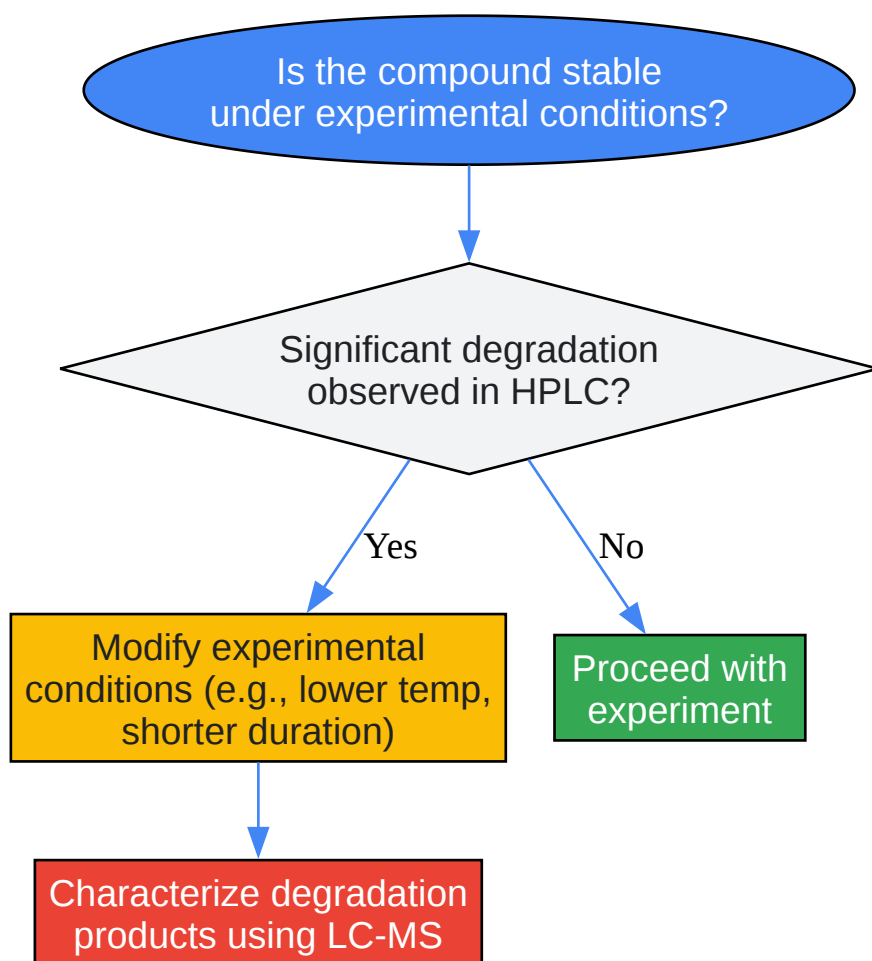 Is the compound stable
under experimental conditions?
Significant degradation
observed in HPLC?
Yes
No
Modify experimental
conditions (e.g., lower temp,
shorter duration)
Proceed with
experiment
Characterize degradation
products using LC-MS